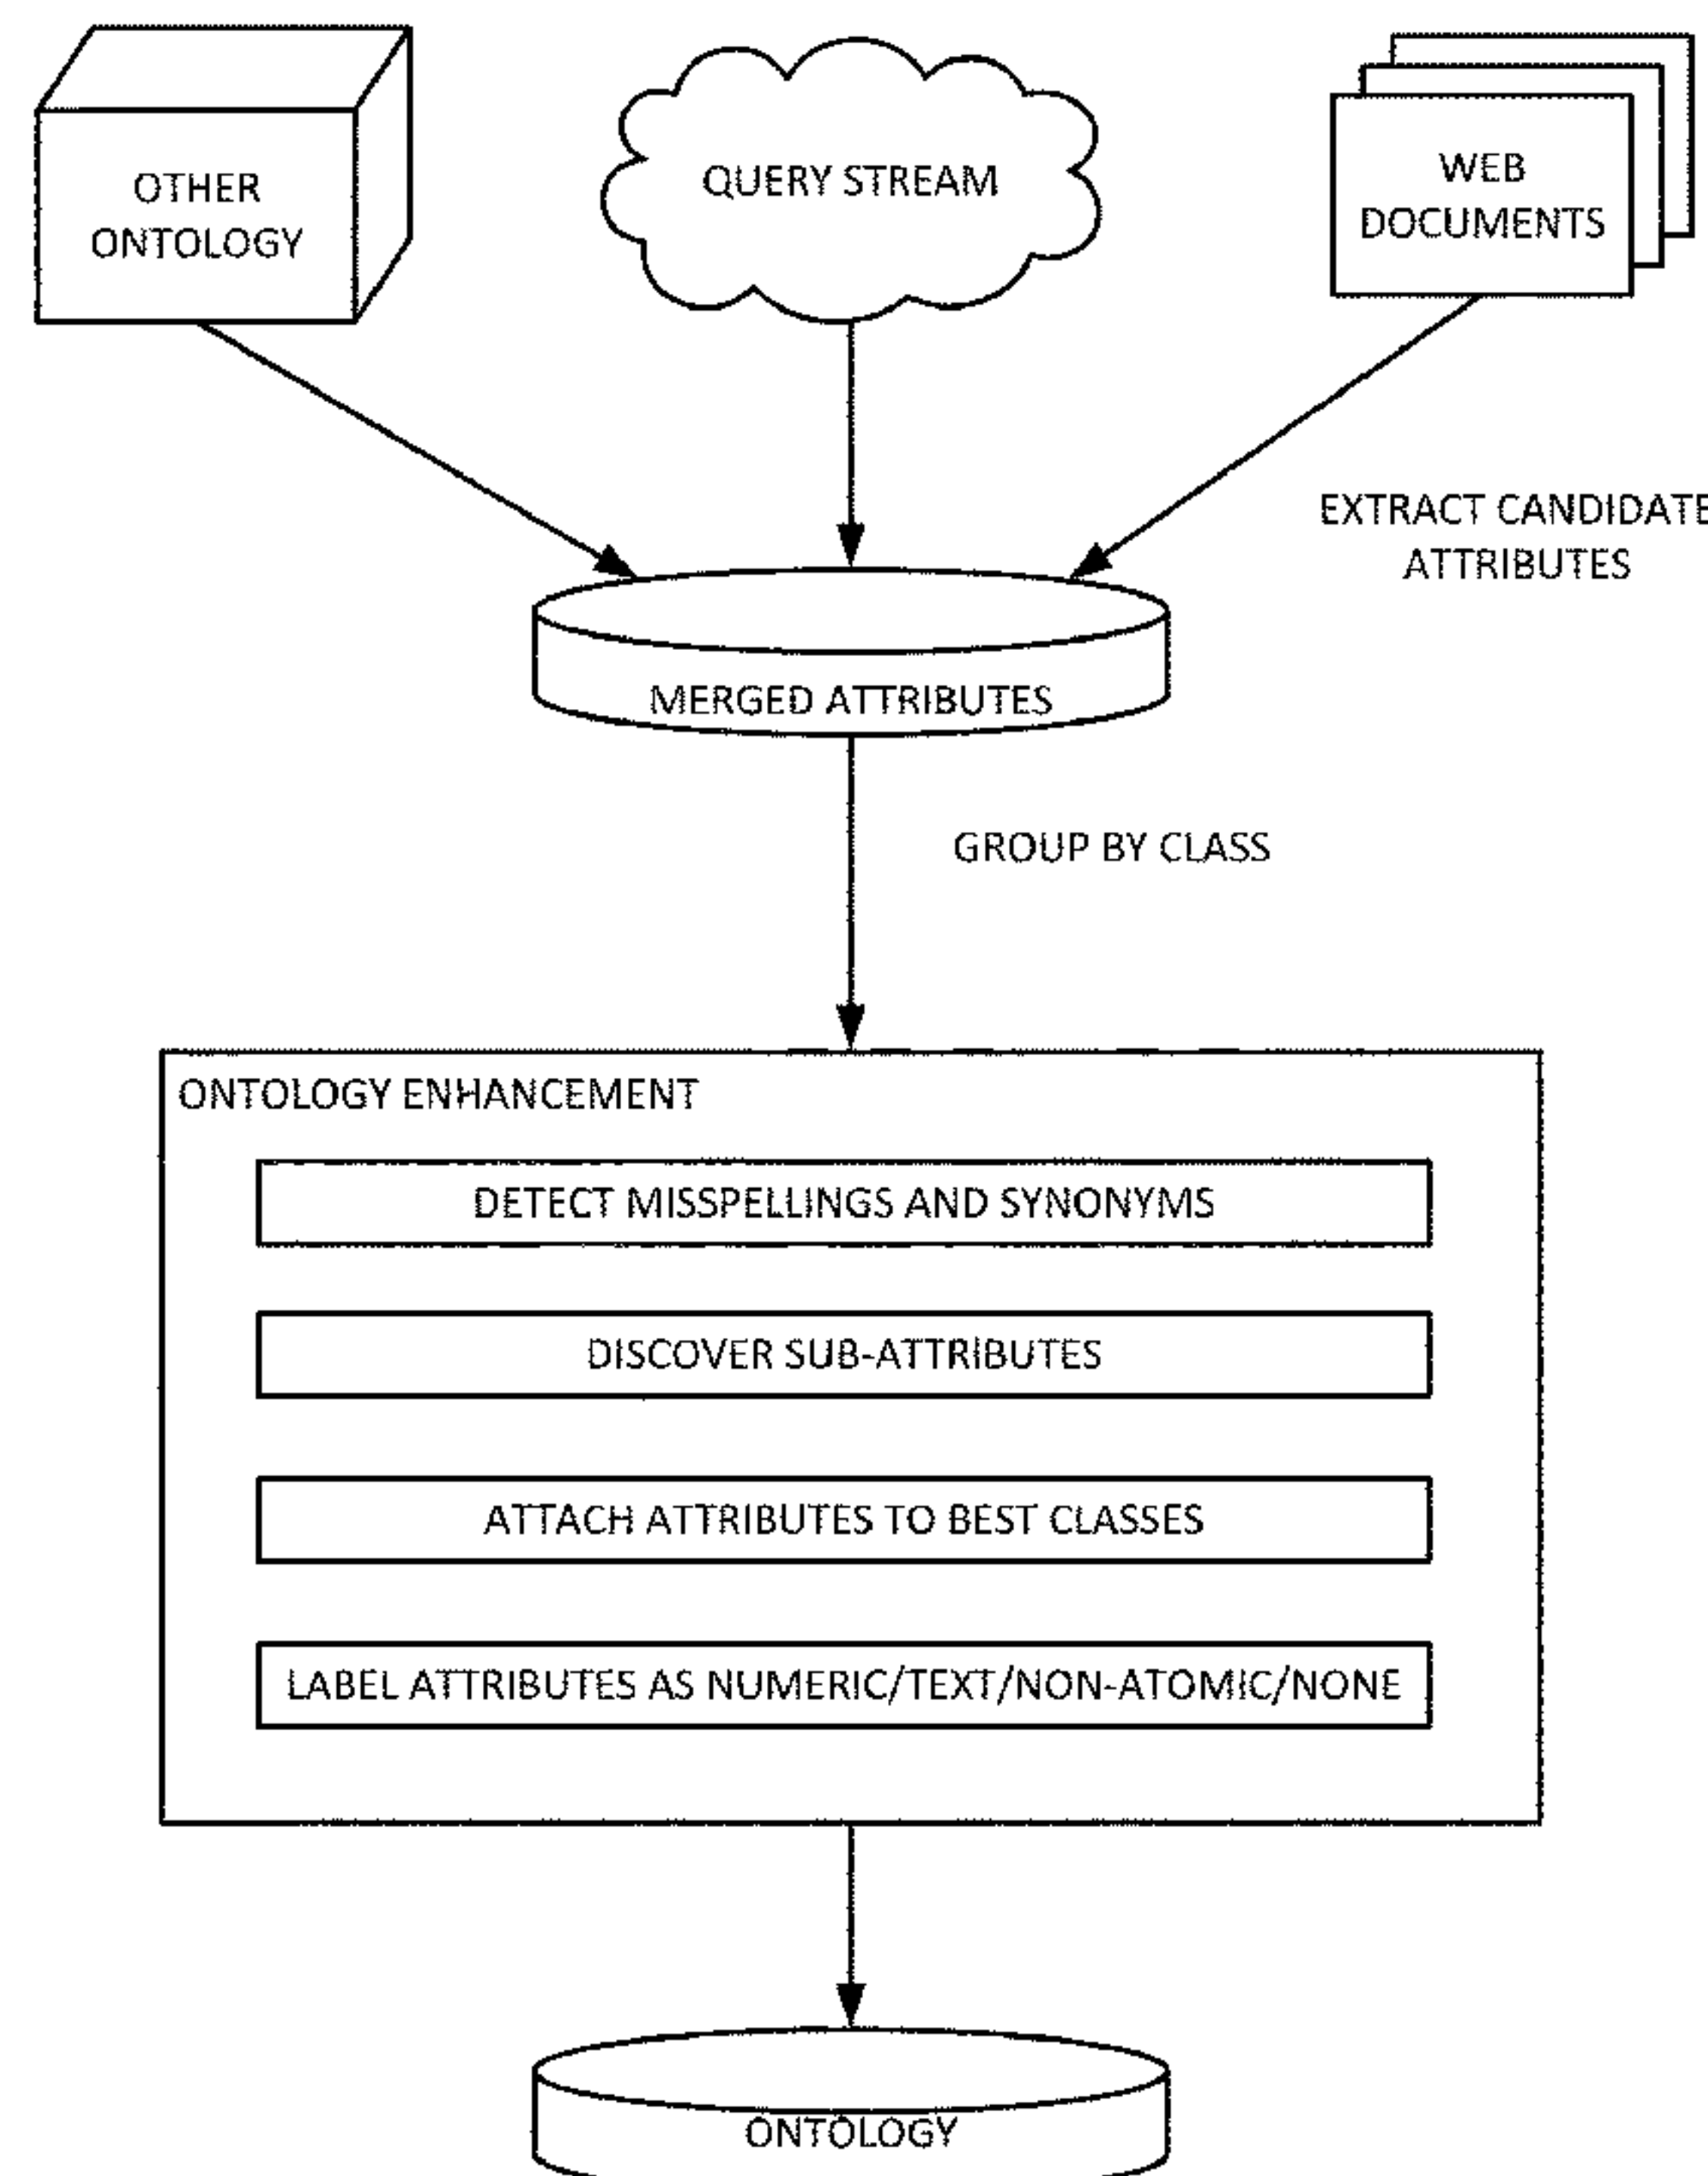 OTHER
ONTOLOGY
QUERY STREAM
WEB
DOCUMENTS
EXTRACT CANDIDATE
ATTRIBUTES
MERGED ATTRIBUTES
GROUP BY CLASS
ONTOLOGY ENHANCEMENT
DETECT MISSPELLINGS AND SYNONYMS
DISCOVER SUB-ATTRIBUTES
ATTACH ATTRIBUTES TO BEST CLASSES
LABEL ATTRIBUTES AS NUMERIC/TEXT/NON-ATOMIC/NONE
ONTOLOGY